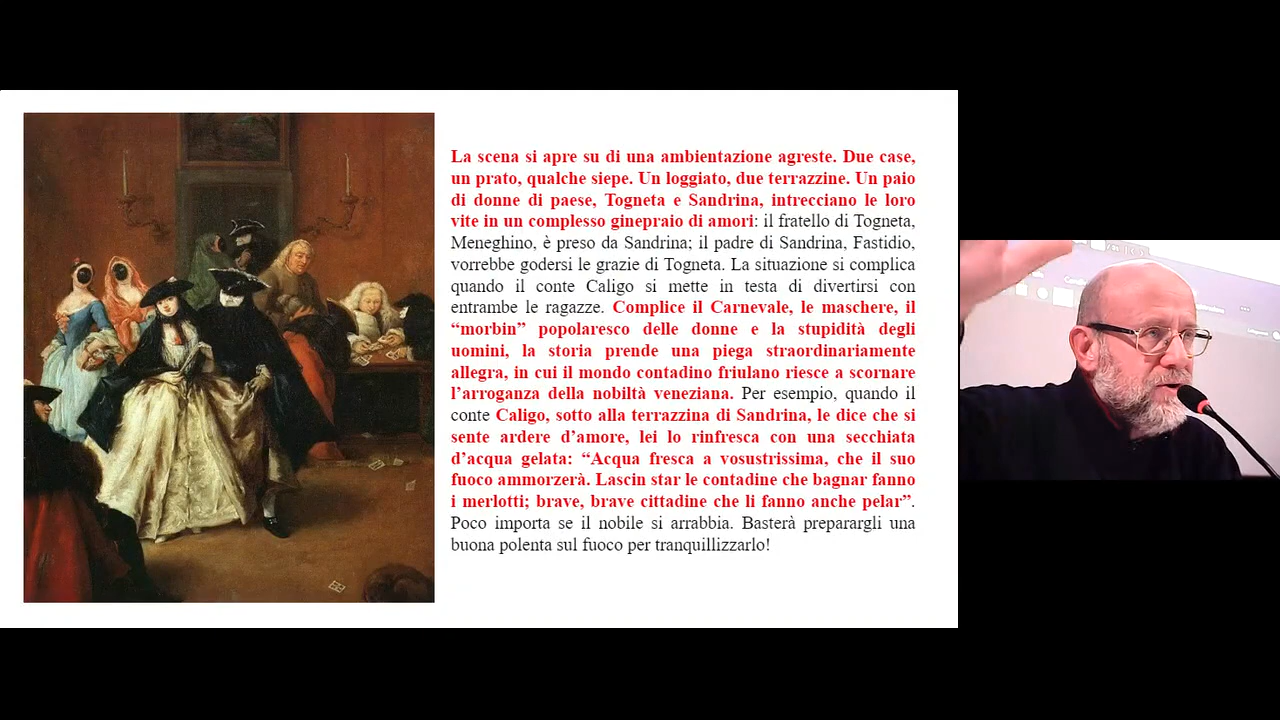 La scena si apre su di una ambientazione agreste. Due case,
un prato, qualche siepe. Un loggiato, due terrazzine. Un paio
di donne di paese, Togneta e Sandrina, intrecciano le loro
vite in un complesso ginepraio di amori: il fratello di Togneta,
Meneghino, è preso da Sandrina; il padre di Sandrina, Fastidio,
vorrebbe godersi le grazie di Togneta. La situazione si complica
quando il conte Caligo si mette in testa di divertirsi con
entrambe le ragazze. Complice il Carnevale, le maschere, il
“morbin” popolaresco delle donne e la stupidità degli
uomini, la storia prende una piega straordinariamente
allegra, in cui il mondo contadino friulano riesce a scornare
l’arroganza della nobiltà veneziana. Per esempio, quando il
conte Caligo, sotto alla terrazzina di Sandrina, le dice che si
sente ardere d’amore, lei lo rinfresca con una secchiata
d’acqua gelata: “Acqua fresca a vosustrissima, che il suo
fuoco ammorzerà. Lascin star le contadine che bagnar fanno
i merlotti; brave, brave cittadine che li fanno anche pelar”.
Poco importa se il nobile si arrabbia. Basterà preparargli una
buona polenta sul fuoco per tranquillizzarlo!